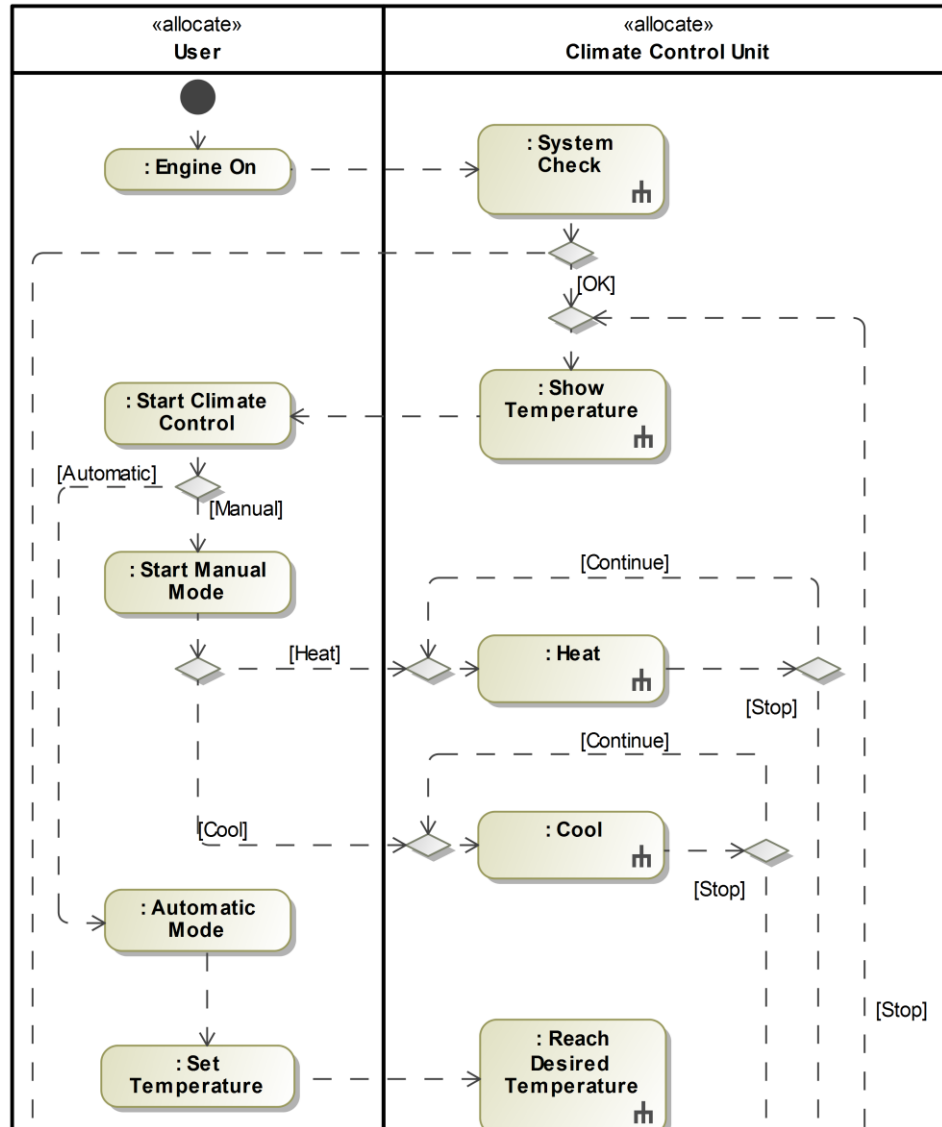 «allocate»
User
«allocate»
Climate Control Unit
: Engine On
: System
Check
[OK]
: Show
Temperature
: Start Climate
Control
[Automatic]
[Manual]
: Start Manual
Mode
[Continue]
[Heat]
: Heat
[Stop]
[Continue]
[Cool]
: Cool
[Stop]
: Automatic
Mode
[Stop]
: Set
Temperature
: Reach
Desired
Temperature